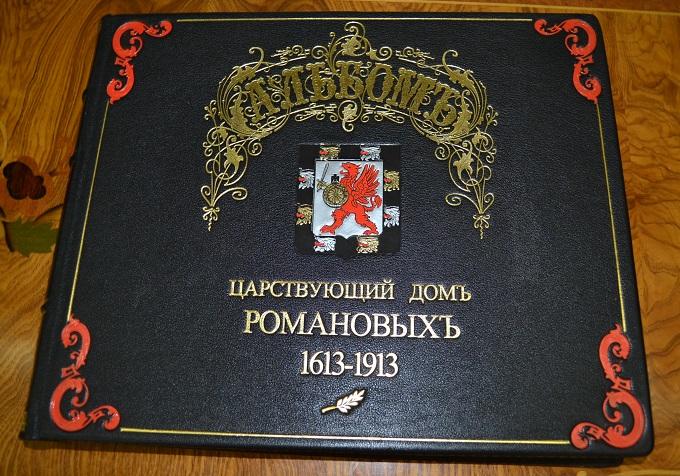 АЛЬБОМЪ
ЦАРСТВУЮЩИЙ ДОМЪ
РОМАНОВЫХЪ
1613-1913